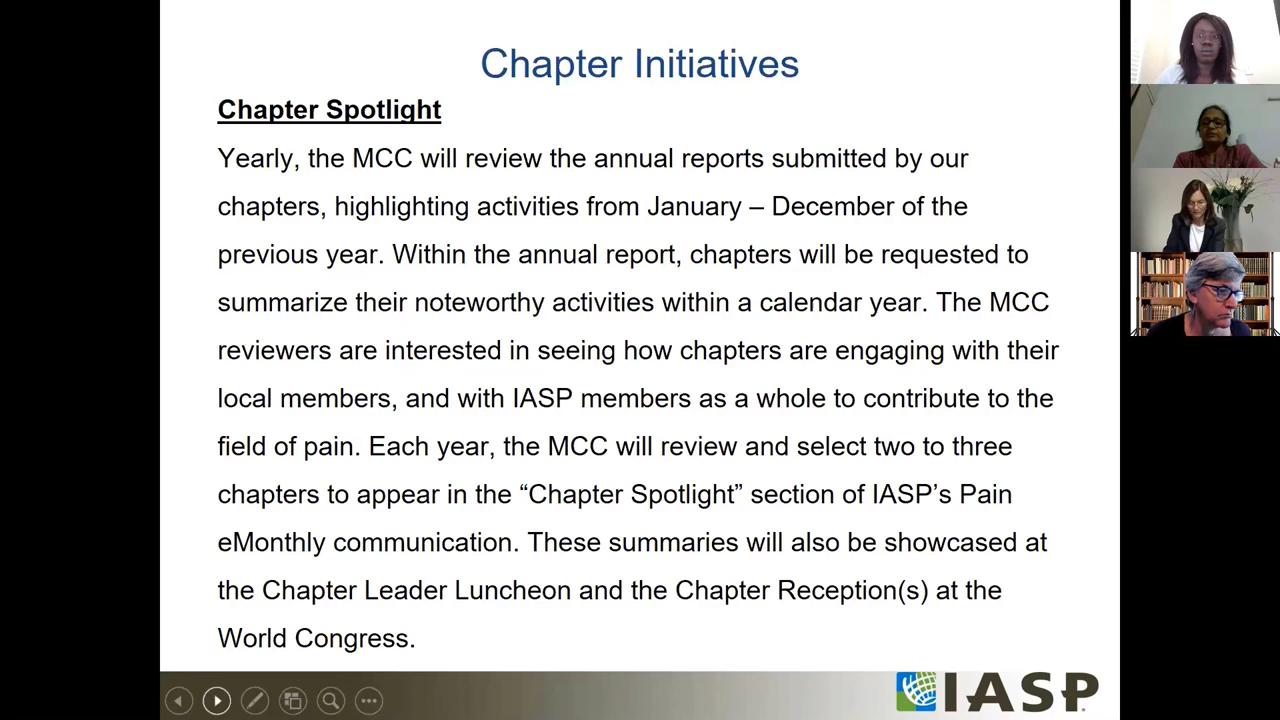 Chapter Initiatives
Chapter Spotlight
Yearly, the MCC will review the annual reports submitted by our
chapters, highlighting activities from January – December of the
previous year. Within the annual report, chapters will be requested to
summarize their noteworthy activities within a calendar year. The MCC
reviewers are interested in seeing how chapters are engaging with their
local members, and with IASP members as a whole to contribute to the
field of pain. Each year, the MCC will review and select two to three
chapters to appear in the “Chapter Spotlight” section of IASP’s Pain
eMonthly communication. These summaries will also be showcased at
the Chapter Leader Luncheon and the Chapter Reception(s) at the
World Congress.
IASP